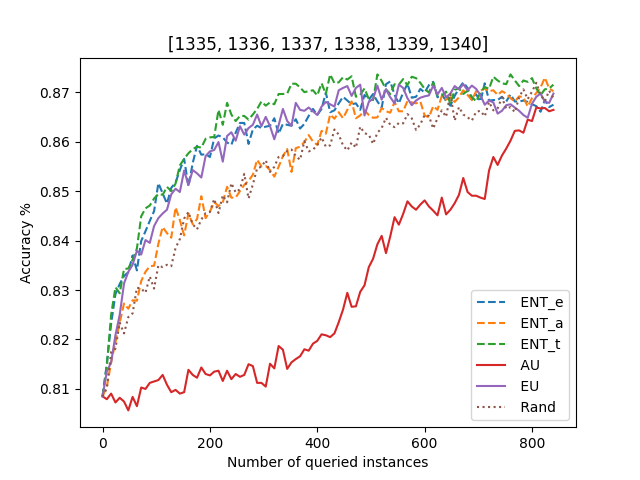 [1335, 1336, 1337, 1338, 1339, 1340]
Accuracy %
0.87
0.86
0.85
0.84
0.83
0.82
0.81
ENT_e
ENT_a
ENT_t
AU
EU
Rand
0 200 400 600 800
Number of queried instances